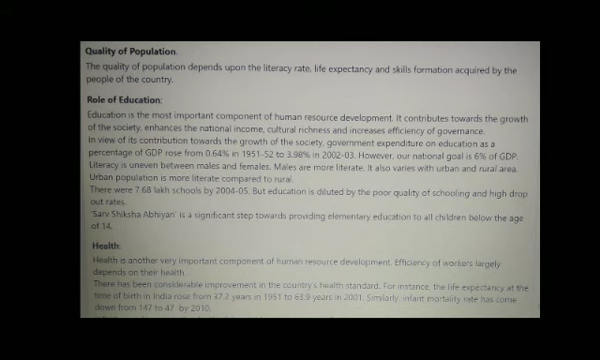 Quality of Population.
The quality of population depends upon the literacy rate, life expectancy and skills formation acquired by the
people of the country.
Role of Education:
Education is the most important component of human resource development. It contributes towards the growth
of the society, enhances the national income, cultural richness and increases efficiency of governance.
In view of its contribution towards the growth of the society, government expenditure on education as a
percentage of GDP rose from 0.64% in 1951-52 to 3.98% in 2002-03. However, our national goal is 6% of GDP.
Literacy is uneven between males and females. Males are more literate. It also varies with urban and rural area.
Urban population is more literate compared to rural.
There were 7.68 lakh schools by 2004-05. But education is diluted by the poor quality of schooling and high drop
out rates.
'Sarv Shiksha Abhiyan' is a significant step towards providing elementary education to all children below the age
of 14.
Health:
Health is another very important component of human resource development. Efficiency of workers largely
depends on their health.
There has been considerable improvement in the country's health standard. For instance, the life expectancy at the
time of birth in India rose from 37.2 years in 1951 to 63.9 years in 2001. Similarly, infant mortality rate has come
down from 147 to 47 by 2010.